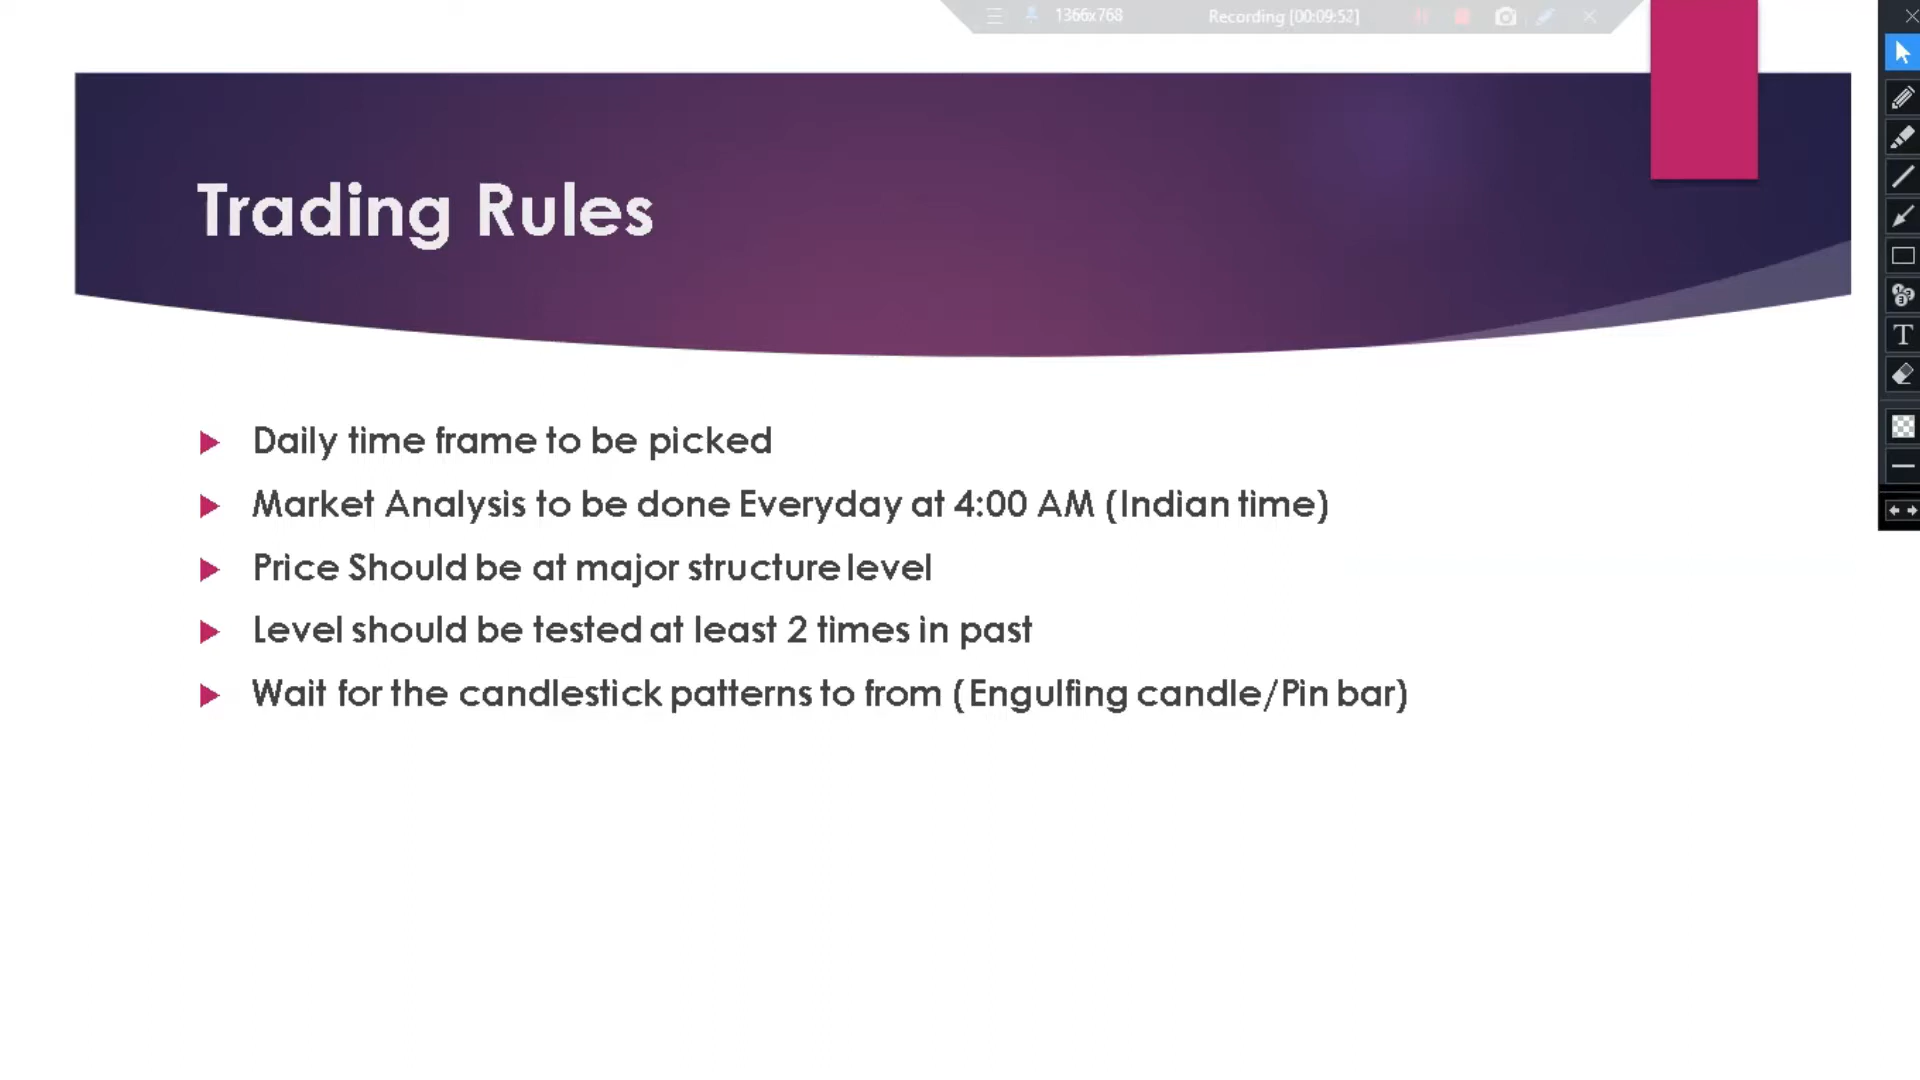 1366x768 Recording [00:09:52]
Trading Rules
Daily time frame to be picked
Market Analysis to be done Everyday at 4:00 AM (Indian time)
Price Should be at major structure level
Level should be tested at least 2 times in past
Wait for the candlestick patterns to from (Engulfing candle/Pin bar)
T